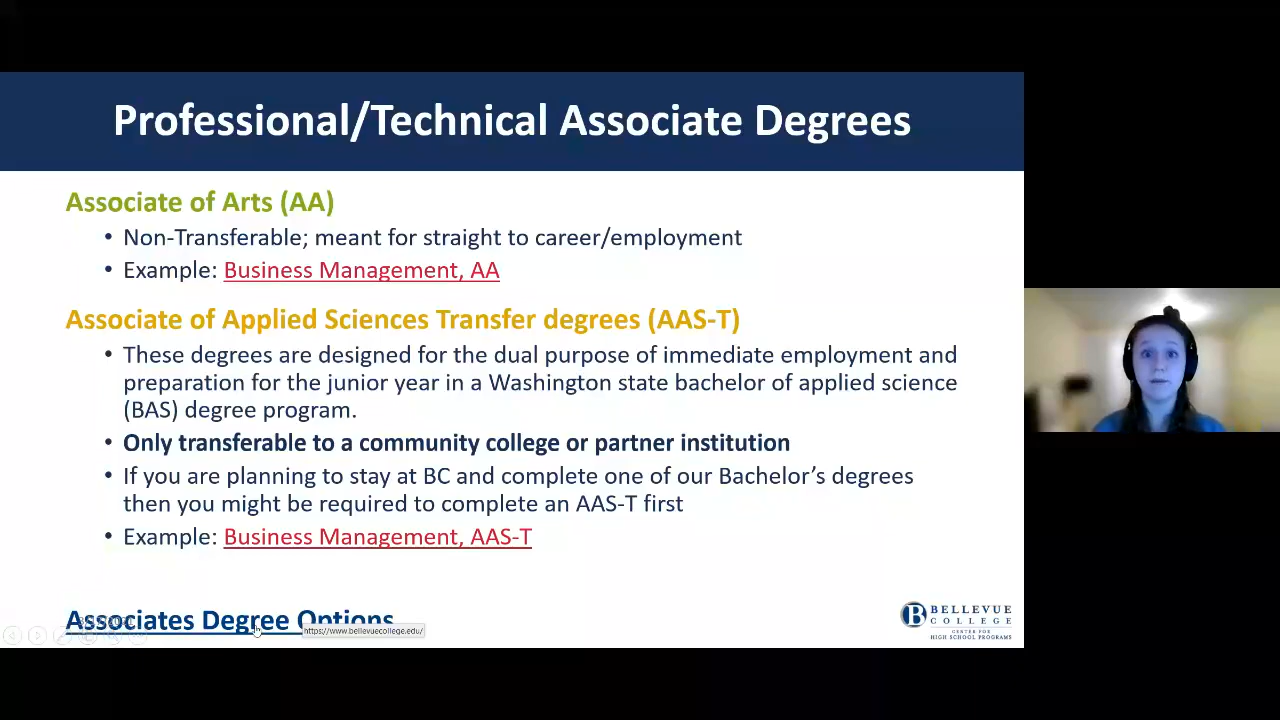 Professional/Technical Associate Degrees
Associate of Arts (AA)
• Non-Transferable; meant for straight to career/employment
• Example: Business Management, AA
Associate of Applied Sciences Transfer degrees (AAS-T)
• These degrees are designed for the dual purpose of immediate employment and
preparation for the junior year in a Washington state bachelor of applied science
(BAS) degree program.
• Only transferable to a community college or partner institution
• If you are planning to stay at BC and complete one of our Bachelor’s degrees
then you might be required to complete an AAS-T first
• Example: Business Management, AAS-T
Associates Degree Options
https://www.bellevuecollege.edu/
B BELLEVUE
COLLEGE
CENTER FOR
HIGH SCHOOL PROGRAMS